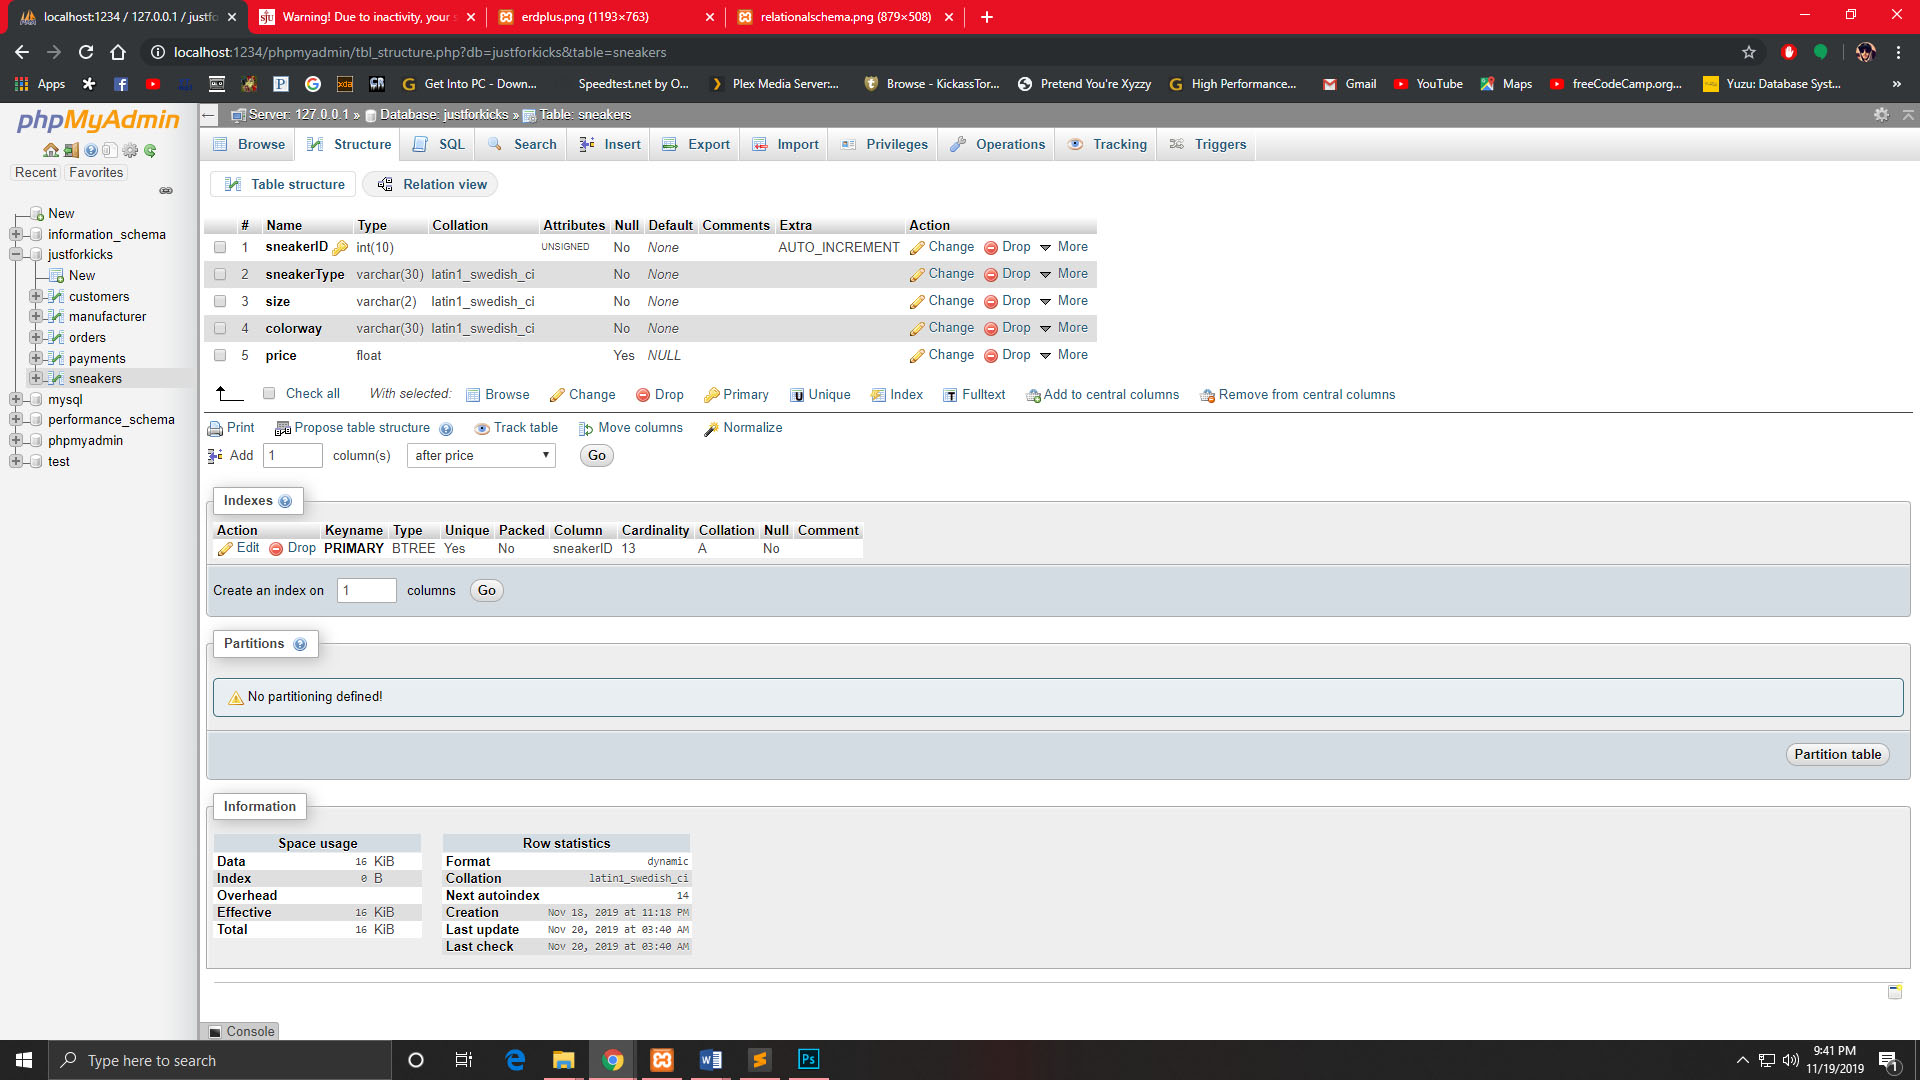 localhost:1234 / 127.0.0.1 / justfo
Warning! Due to inactivity, your s
erdplus.png (1193×763)
relationalschema.png (879×508)
localhost:1234/phpmyadmin/tbl_structure.php?db=justforkicks&table=sneakers
Apps
Get Into PC - Down...
Speedtest.net by O...
Plex Media Server:...
Browse - KickassTor...
Pretend You're Xyzzy
High Performance...
Gmail
YouTube
Maps
freeCodeCamp.org...
Yuzu: Database Syst...
phpMyAdmin
Recent Favorites
New
information_schema
justforkicks
New
customers
manufacturer
orders
payments
sneakers
mysql
performance_schema
phpmyadmin
test
Server: 127.0.0.1 » Database: justforkicks » Table: sneakers
Browse Structure SQL Search Insert Export Import Privileges Operations Tracking Triggers
Table structure Relation view
# Name Type Collation Attributes Null Default Comments Extra Action
1 sneakerID int(10) UNSIGNED No None AUTO_INCREMENT Change Drop More
2 sneakerType varchar(30) latin1_swedish_ci No None Change Drop More
3 size varchar(2) latin1_swedish_ci No None Change Drop More
4 colorway varchar(30) latin1_swedish_ci No None Change Drop More
5 price float Yes NULL Change Drop More
Check all With selected: Browse Change Drop Primary Unique Index Fulltext Add to central columns Remove from central columns
Print Propose table structure Track table Move columns Normalize
Add 1 column(s) after price Go
Indexes
Action Keyname Type Unique Packed Column Cardinality Collation Null Comment
Edit Drop PRIMARY BTREE Yes No sneakerID 13 A No
Create an index on 1 columns Go
Partitions
No partitioning defined!
Partition table
Information
Space usage
Data 16 KiB
Index 0 B
Overhead
Effective 16 KiB
Total 16 KiB
Row statistics
Format dynamic
Collation latin1_swedish_ci
Next autoindex 14
Creation Nov 18, 2019 at 11:18 PM
Last update Nov 20, 2019 at 03:40 AM
Last check Nov 20, 2019 at 03:40 AM
Console
Type here to search
9:41 PM
11/19/2019
1